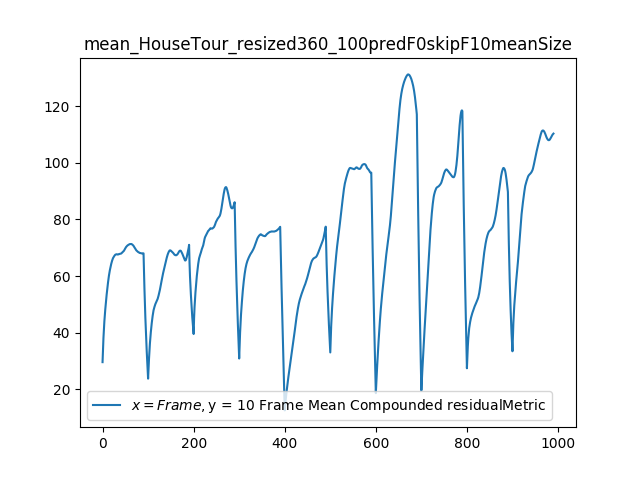 mean_HouseTour_resized360_100predF0skipF10meanSize
120
100
80
60
40
20
x = Frame, y = 10 Frame Mean Compounded residualMetric
0 200 400 600 800 1000